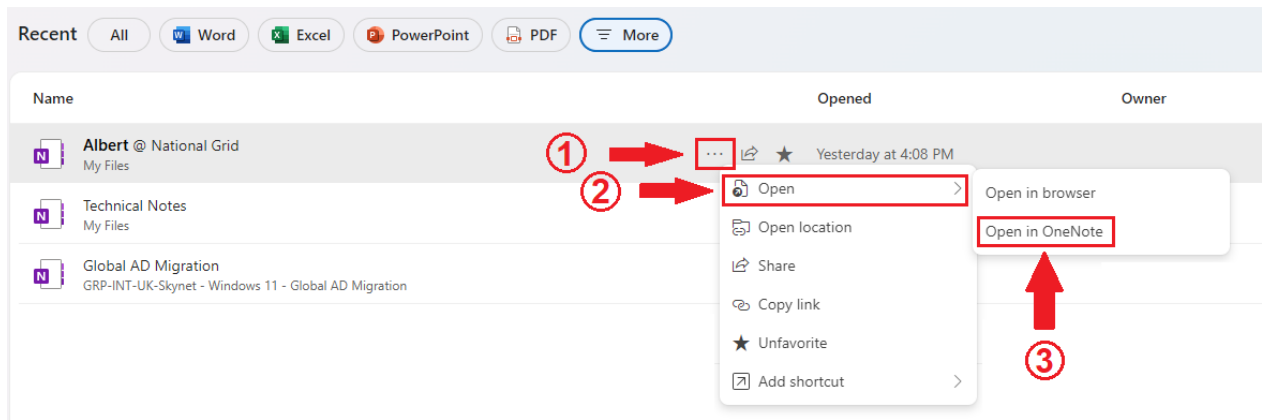 Recent All Word Excel PowerPoint PDF More
Name Opened Owner
Albert @ National Grid
My Files
1 ... Yesterday at 4:08 PM
2 Open
Open in browser
Technical Notes
My Files
Open location
Open in OneNote
Global AD Migration
GRP-INT-UK-Skynet - Windows 11 - Global AD Migration
Share
Copy link
Unfavorite
3
Add shortcut